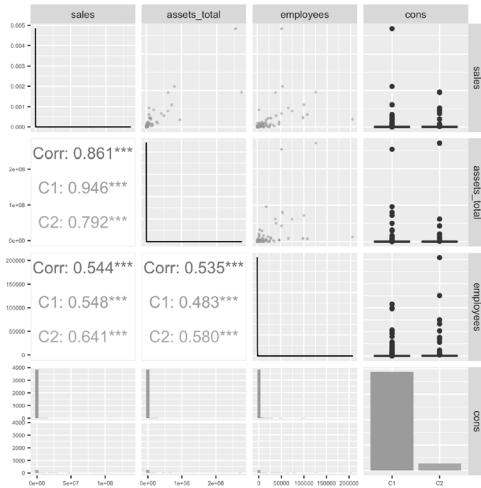 sales assets_total employees cons
0.005
0.004
0.003
0.002
0.001
0.000
sales
2e+08
1e+08
0e+00
Corr: 0.861***
C1: 0.946***
C2: 0.792***
assets_total
200000
150000
100000
50000
0
Corr: 0.544*** Corr: 0.535***
C1: 0.548*** C1: 0.483***
C2: 0.641*** C2: 0.580***
employees
4000
3000
2000
1000
0
4000
3000
2000
1000
0
cons
0e+00 5e+07 1e+08 0e+00 1e+08 2e+08 0 50000 100000 150000 200000 C1 C2